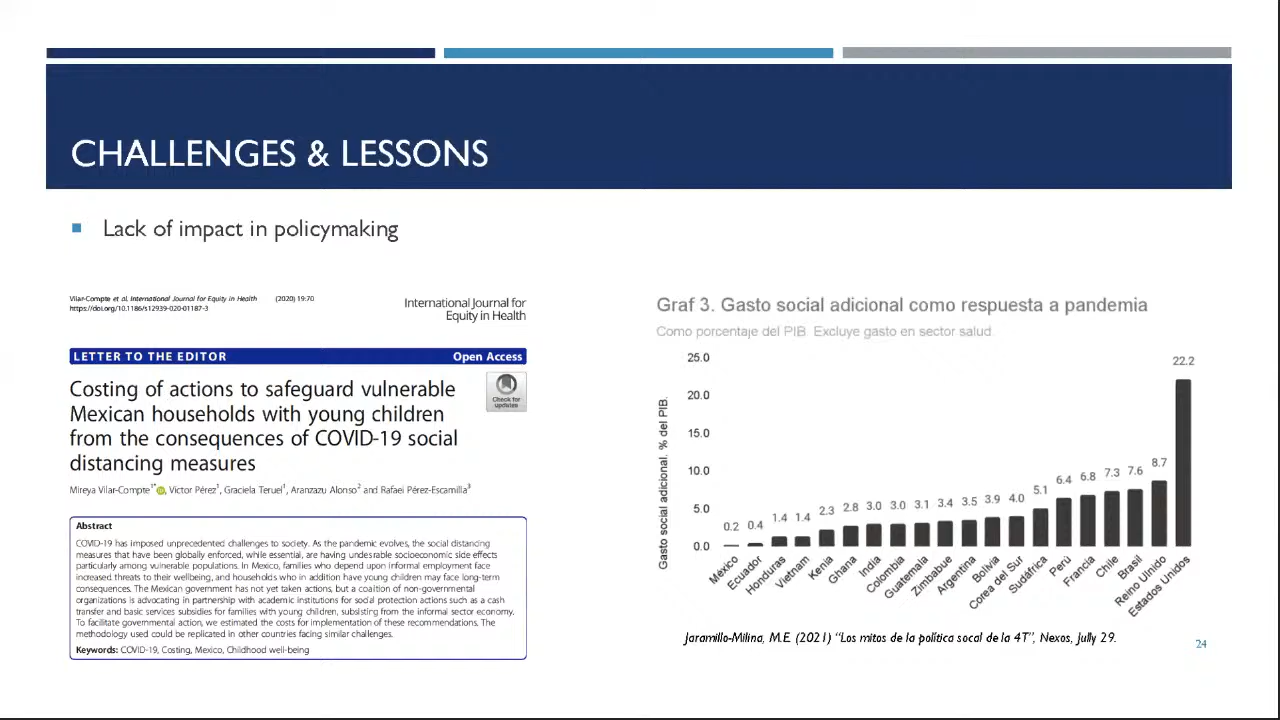 CHALLENGES & LESSONS
Lack of impact in policymaking
Vilar-Compte et al. International Journal for Equity in Health (2020) 19:70
https://doi.org/10.1186/s12939-020-01187-3
International Journal for
Equity in Health
LETTER TO THE EDITOR
Open Access
Costing of actions to safeguard vulnerable
Mexican households with young children
from the consequences of COVID-19 social
distancing measures
Check for
updates
Mireya Vilar-Compte1*, Víctor Pérez1, Graciela Teruel1, Aranzazu Alonso2 and Rafael Pérez-Escamilla3
Abstract
COVID-19 has imposed unprecedented challenges to society. As the pandemic evolves, the social distancing
measures that have been globally enforced, while essential, are having undesirable socioeconomic side effects
particularly among vulnerable populations. In Mexico, families who depend upon informal employment face
increased threats to their wellbeing, and households who in addition have young children may face long-term
consequences. The Mexican government has not yet taken actions, but a coalition of non-governmental
organizations is advocating in partnership with academic institutions for social protection actions such as a cash
transfer and basic services subsidies for families with young children, subsisting from the informal sector economy.
To facilitate governmental action, we estimated the costs for implementation of these recommendations. The
methodology used could be replicated in other countries facing similar challenges.
Keywords: COVID-19, Costing, Mexico, Childhood well-being
Graf 3. Gasto social adicional como respuesta a pandemia
Como porcentaje del PIB. Excluye gasto en sector salud.
Gasto social adicional. % del PIB.
25.0
20.0
15.0
10.0
5.0
0.0
0.2
0.4
1.4
1.4
2.3
2.8
3.0
3.0
3.1
3.4
3.5
3.9
4.0
5.1
6.4
6.8
7.3
7.6
8.7
22.2
México
Ecuador
Honduras
Vietnam
Kenia
Ghana
India
Colombia
Guatemala
Zimbabue
Argentina
Bolivia
Corea del Sur
Sudáfrica
Perú
Francia
Chile
Brasil
Reino Unido
Estados Unidos
Jaramillo-Milina, M.E. (2021) “Los mitos de la política socal de la 4T”, Nexos, Jully 29.
24